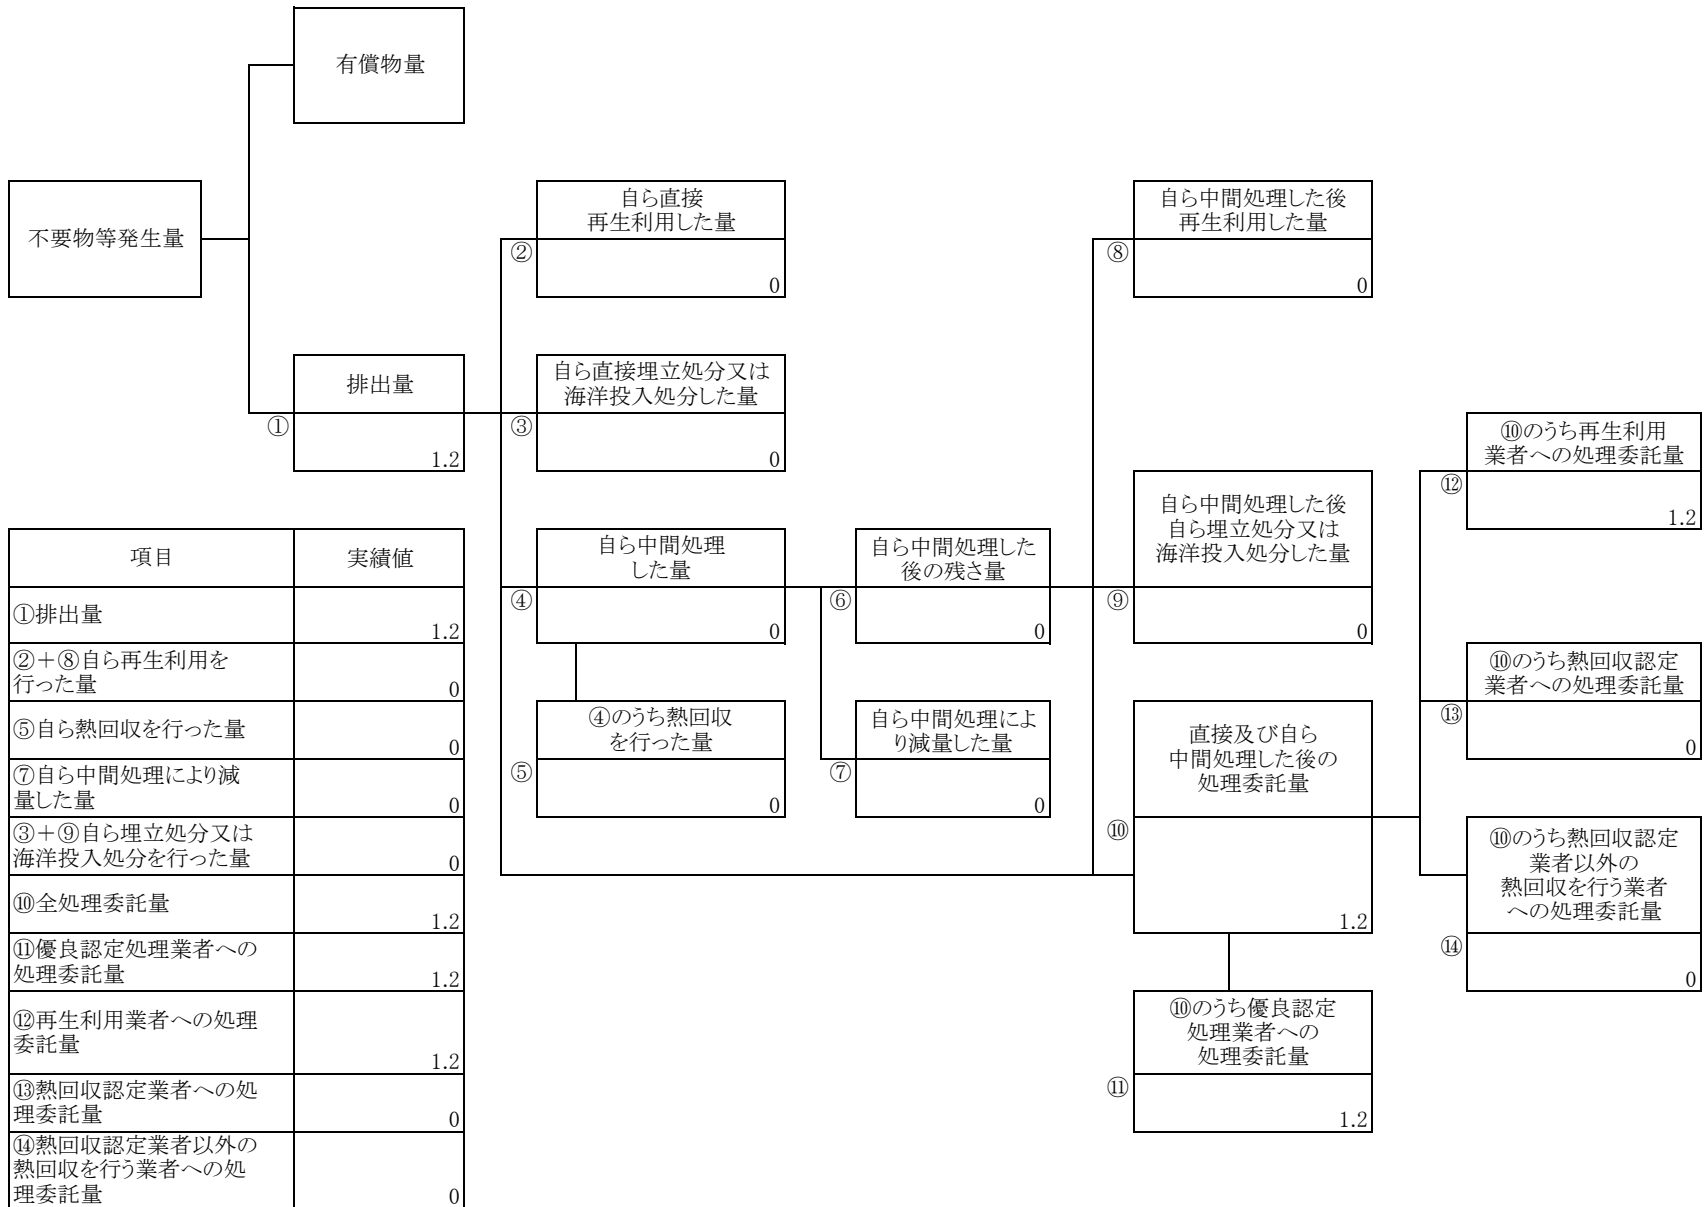 有償物量
不要物等発生量
自ら直接
再生利用した量
②
0
自ら中間処理した後
再生利用した量
⑧
0
排出量
①
1.2
自ら直接埋立処分又は
海洋投入処分した量
③
0
⑩のうち再生利用
業者への処理委託量
⑫
1.2
自ら中間処理
した量
④
0
自ら中間処理した
後の残さ量
⑥
0
自ら中間処理した後
自ら埋立処分又は
海洋投入処分した量
⑨
0
⑩のうち熱回収認定
業者への処理委託量
⑬
0
④のうち熱回収
を行った量
⑤
0
自ら中間処理によ
り減量した量
⑦
0
直接及び自ら
中間処理した後の
処理委託量
⑩
1.2
⑩のうち熱回収認定
業者以外の
熱回収を行う業者
への処理委託量
⑭
0
⑩のうち優良認定
処理業者への
処理委託量
⑪
1.2
項目 実績値
①排出量
1.2
②+⑧自ら再生利用を
行った量
0
⑤自ら熱回収を行った量
0
⑦自ら中間処理により減
量した量
0
③+⑨自ら埋立処分又は
海洋投入処分を行った量
0
⑩全処理委託量
1.2
⑪優良認定処理業者への
処理委託量
1.2
⑫再生利用業者への処理
委託量
1.2
⑬熱回収認定業者への処
理委託量
0
⑭熱回収認定業者以外の
熱回収を行う業者への処
理委託量
0